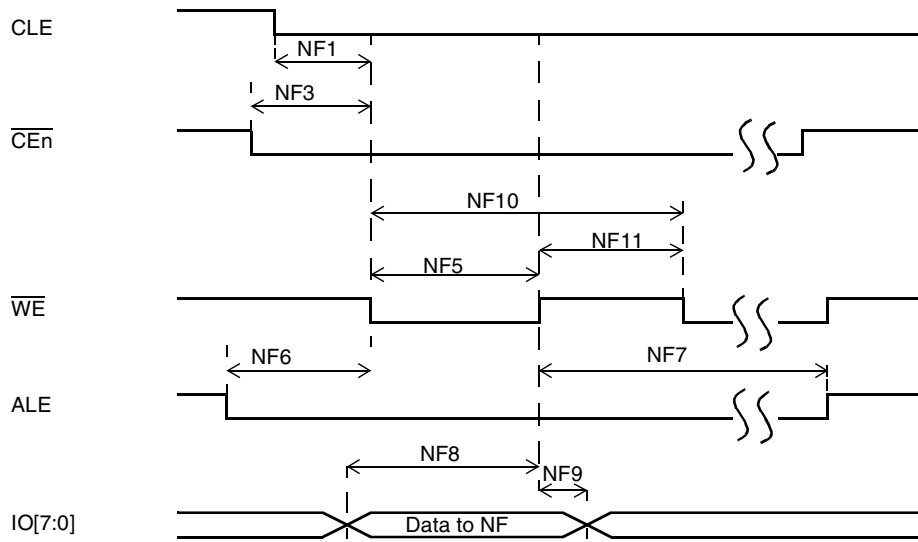 CLE
NF1
NF3
CEn
NF10
NF11
NF5
WE
NF6
NF7
ALE
NF8
NF9
IO[7:0]
Data to NF